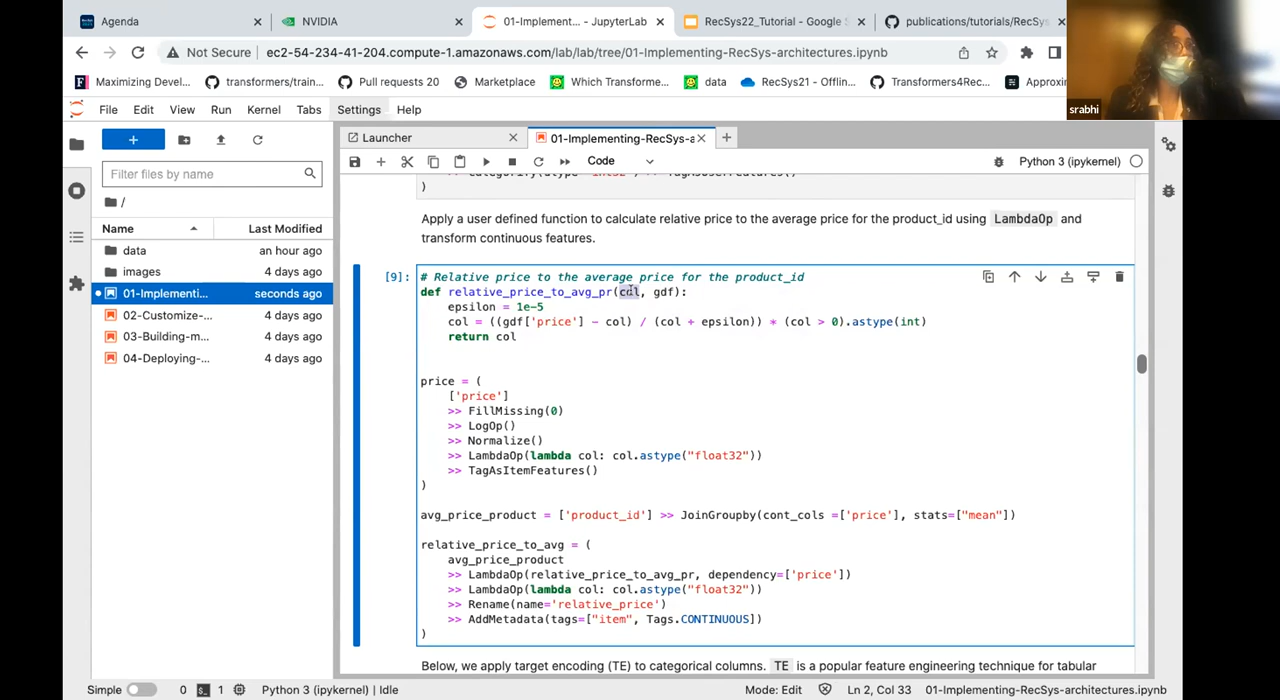 Agenda
NVIDIA
01-Implement... - JupyterLab
RecSys22_Tutorial - Google S
publications/tutorials/RecSys
Not Secure
ec2-54-234-41-204.compute-1.amazonaws.com/lab/lab/tree/01-Implementing-RecSys-architectures.ipynb
Maximizing Devel...
transformers/train...
Pull requests 20
Marketplace
Which Transforme...
data
RecSys21 - Offlin...
Transformers4Rec...
Approxin
srabhi
File Edit View Run Kernel Tabs Settings Help
Launcher
01-Implementing-RecSys-a
Code
Python 3 (ipykernel)
Filter files by name
/
Name Last Modified
data an hour ago
images 4 days ago
01-Implementi... seconds ago
02-Customize-... 4 days ago
03-Building-m... 4 days ago
04-Deploying-... 4 days ago
)
Apply a user defined function to calculate relative price to the average price for the product_id using LambdaOp and
transform continuous features.
[9]:
# Relative price to the average price for the product_id
def relative_price_to_avg_pr(col, gdf):
epsilon = 1e-5
col = ((gdf['price'] - col) / (col + epsilon)) * (col > 0).astype(int)
return col
price = (
['price']
>> FillMissing(0)
>> LogOp()
>> Normalize()
>> LambdaOp(lambda col: col.astype("float32"))
>> TagAsItemFeatures()
)
avg_price_product = ['product_id'] >> JoinGroupby(cont_cols =['price'], stats=["mean"])
relative_price_to_avg = (
avg_price_product
>> LambdaOp(relative_price_to_avg_pr, dependency=['price'])
>> LambdaOp(lambda col: col.astype("float32"))
>> Rename(name='relative_price')
>> AddMetadata(tags=["item", Tags.CONTINUOUS])
)
Below, we apply target encoding (TE) to categorical columns. TE is a popular feature engineering technique for tabular
Simple 0 1 Python 3 (ipykernel) | Idle
Mode: Edit
Ln 2, Col 33
01-Implementing-RecSys-architectures.ipynb